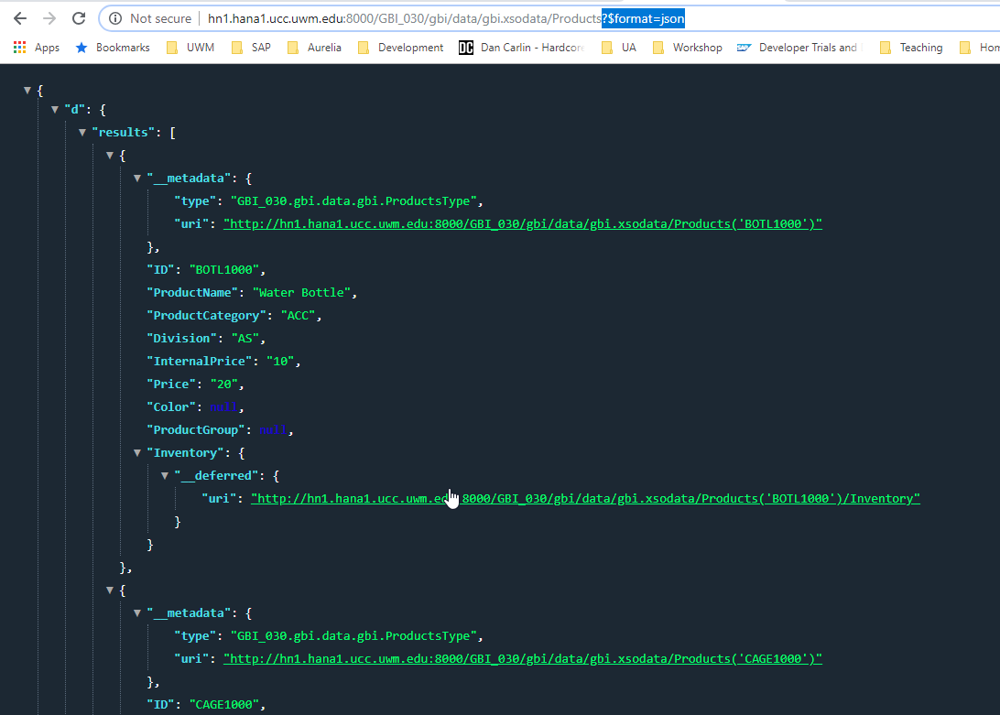 Not secure | hn1.hana1.ucc.uwm.edu:8000/GBI_030/gbi/data/gbi.xsodata/Products?$format=json
Apps Bookmarks UWM SAP Aurelia Development DC Dan Carlin - Hardcore UA Workshop SAP Developer Trials and Teaching Hom
{
"d": {
"results": [
{
"__metadata": {
"type": "GBI_030.gbi.data.gbi.ProductsType",
"uri": "http://hn1.hana1.ucc.uwm.edu:8000/GBI_030/gbi/data/gbi.xsodata/Products('BOTL1000')"
},
"ID": "BOTL1000",
"ProductName": "Water Bottle",
"ProductCategory": "ACC",
"Division": "AS",
"InternalPrice": "10",
"Price": "20",
"Color": null,
"ProductGroup": null,
"Inventory": {
"__deferred": {
"uri": "http://hn1.hana1.ucc.uwm.edu:8000/GBI_030/gbi/data/gbi.xsodata/Products('BOTL1000')/Inventory"
}
}
},
{
"__metadata": {
"type": "GBI_030.gbi.data.gbi.ProductsType",
"uri": "http://hn1.hana1.ucc.uwm.edu:8000/GBI_030/gbi/data/gbi.xsodata/Products('CAGE1000')"
},
"ID": "CAGE1000",